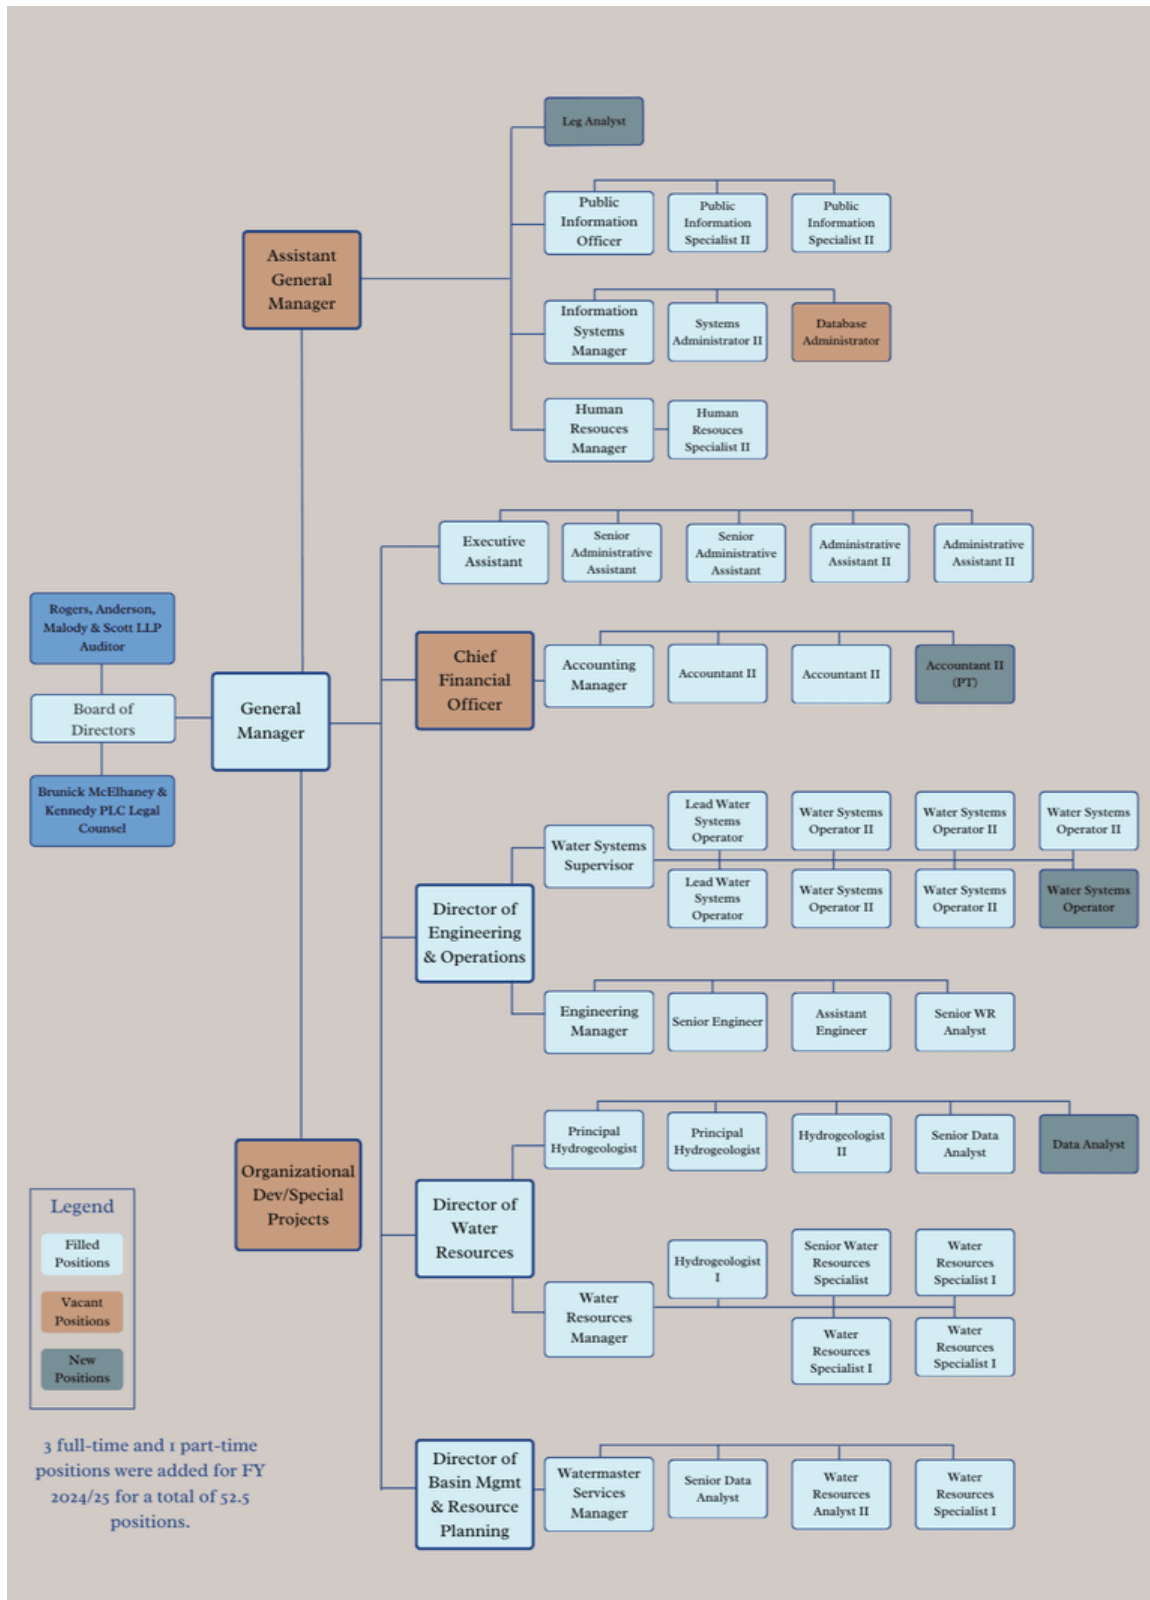 Leg Analyst
Public
Information
Officer
Public
Information
Specialist II
Public
Information
Specialist II
Assistant
General
Manager
Information
Systems
Manager
Systems
Administrator II
Database
Administrator
Human
Resouces
Manager
Human
Resouces
Specialist II
Executive
Assistant
Senior
Administrative
Assistant
Senior
Administrative
Assistant
Administrative
Assistant II
Administrative
Assistant II
Rogers, Anderson,
Malody & Scott LLP
Auditor
Board of
Directors
Brunick McElhaney &
Kennedy PLC Legal
Counsel
General
Manager
Chief
Financial
Officer
Accounting
Manager
Accountant II
Accountant II
Accountant II
(PT)
Director of
Engineering
& Operations
Water Systems
Supervisor
Lead Water
Systems
Operator
Water Systems
Operator II
Water Systems
Operator II
Water Systems
Operator II
Lead Water
Systems
Operator
Water Systems
Operator II
Water Systems
Operator II
Water Systems
Operator
Engineering
Manager
Senior Engineer
Assistant
Engineer
Senior WR
Analyst
Organizational
Dev/Special
Projects
Director of
Water
Resources
Principal
Hydrogeologist
Principal
Hydrogeologist
Hydrogeologist
II
Senior Data
Analyst
Data Analyst
Water
Resources
Manager
Hydrogeologist
I
Senior Water
Resources
Specialist
Water
Resources
Specialist I
Water
Resources
Specialist I
Water
Resources
Specialist I
Director of
Basin Mgmt
& Resource
Planning
Watermaster
Services
Manager
Senior Data
Analyst
Water
Resources
Analyst II
Water
Resources
Specialist I
Legend
Filled
Positions
Vacant
Positions
New
Positions
3 full-time and 1 part-time
positions were added for FY
2024/25 for a total of 52.5
positions.